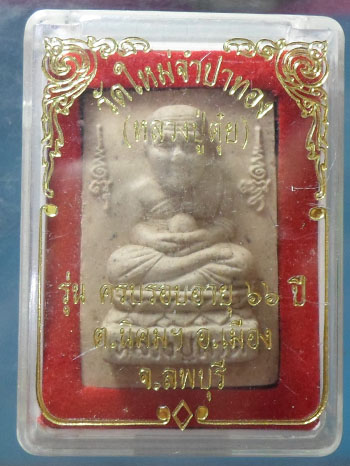 วัดใหม่จำปาทอง
(หลวงปู่ตุ๋ย)
รุ่น ครบรอบอายุ ๖๖ ปี
ต.นิคมฯ อ.เมือง
จ.ลพบุรี